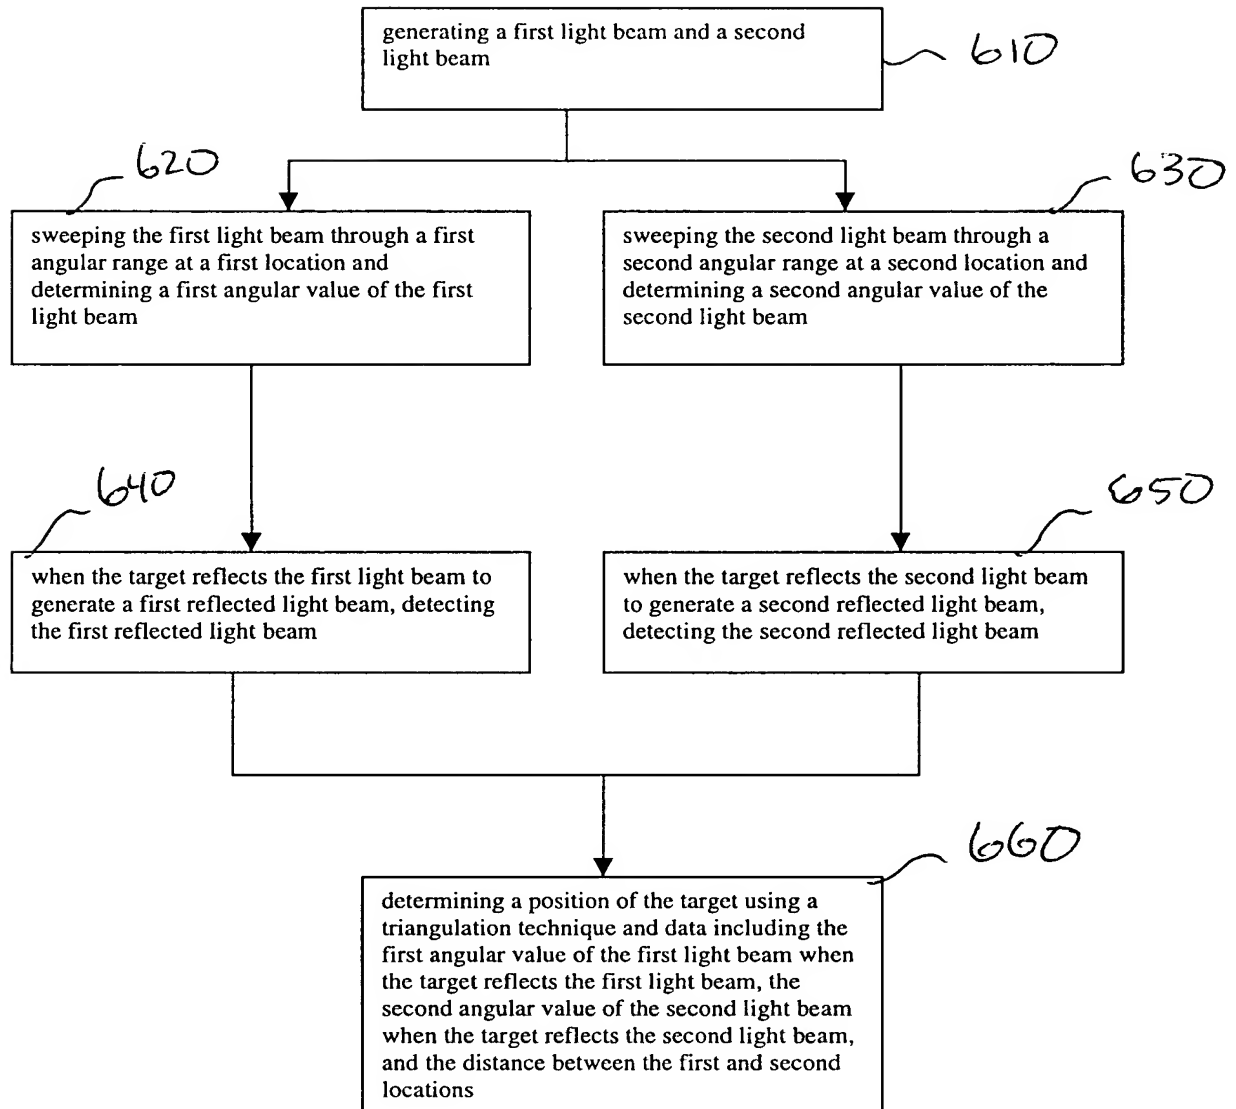 generating a first light beam and a second
light beam
610
620
630
sweeping the first light beam through a first
angular range at a first location and
determining a first angular value of the first
light beam
sweeping the second light beam through a
second angular range at a second location and
determining a second angular value of the
second light beam
640
650
when the target reflects the first light beam to
generate a first reflected light beam, detecting
the first reflected light beam
when the target reflects the second light beam
to generate a second reflected light beam,
detecting the second reflected light beam
660
determining a position of the target using a
triangulation technique and data including the
first angular value of the first light beam when
the target reflects the first light beam, the
second angular value of the second light beam
when the target reflects the second light beam,
and the distance between the first and second
locations